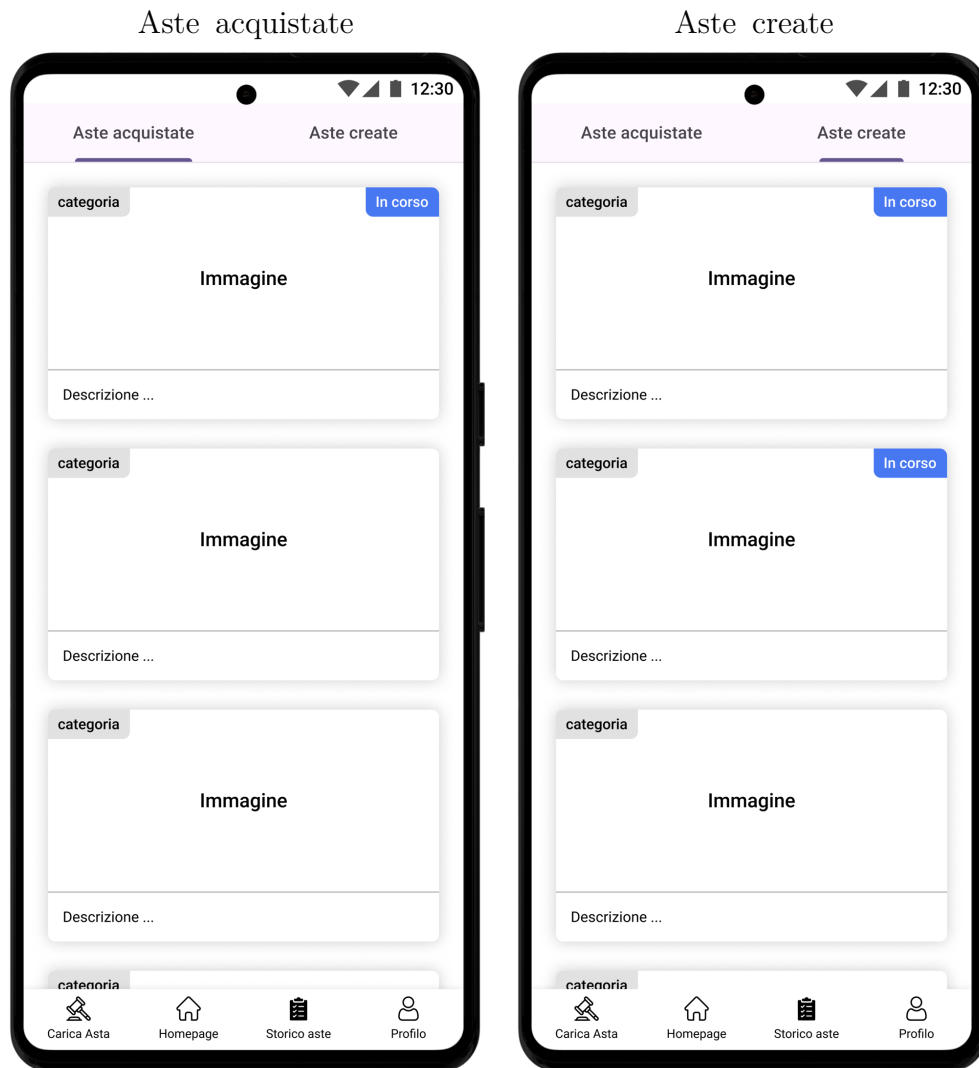 Aste acquistate
12:30
Aste acquistate Aste create
categoria In corso
Immagine
Descrizione ...
categoria
Immagine
Descrizione ...
categoria
Immagine
Descrizione ...
categoria
Carica Asta Homepage Storico aste Profilo
Aste create
12:30
Aste acquistate Aste create
categoria In corso
Immagine
Descrizione ...
categoria In corso
Immagine
Descrizione ...
categoria
Immagine
Descrizione ...
categoria
Carica Asta Homepage Storico aste Profilo